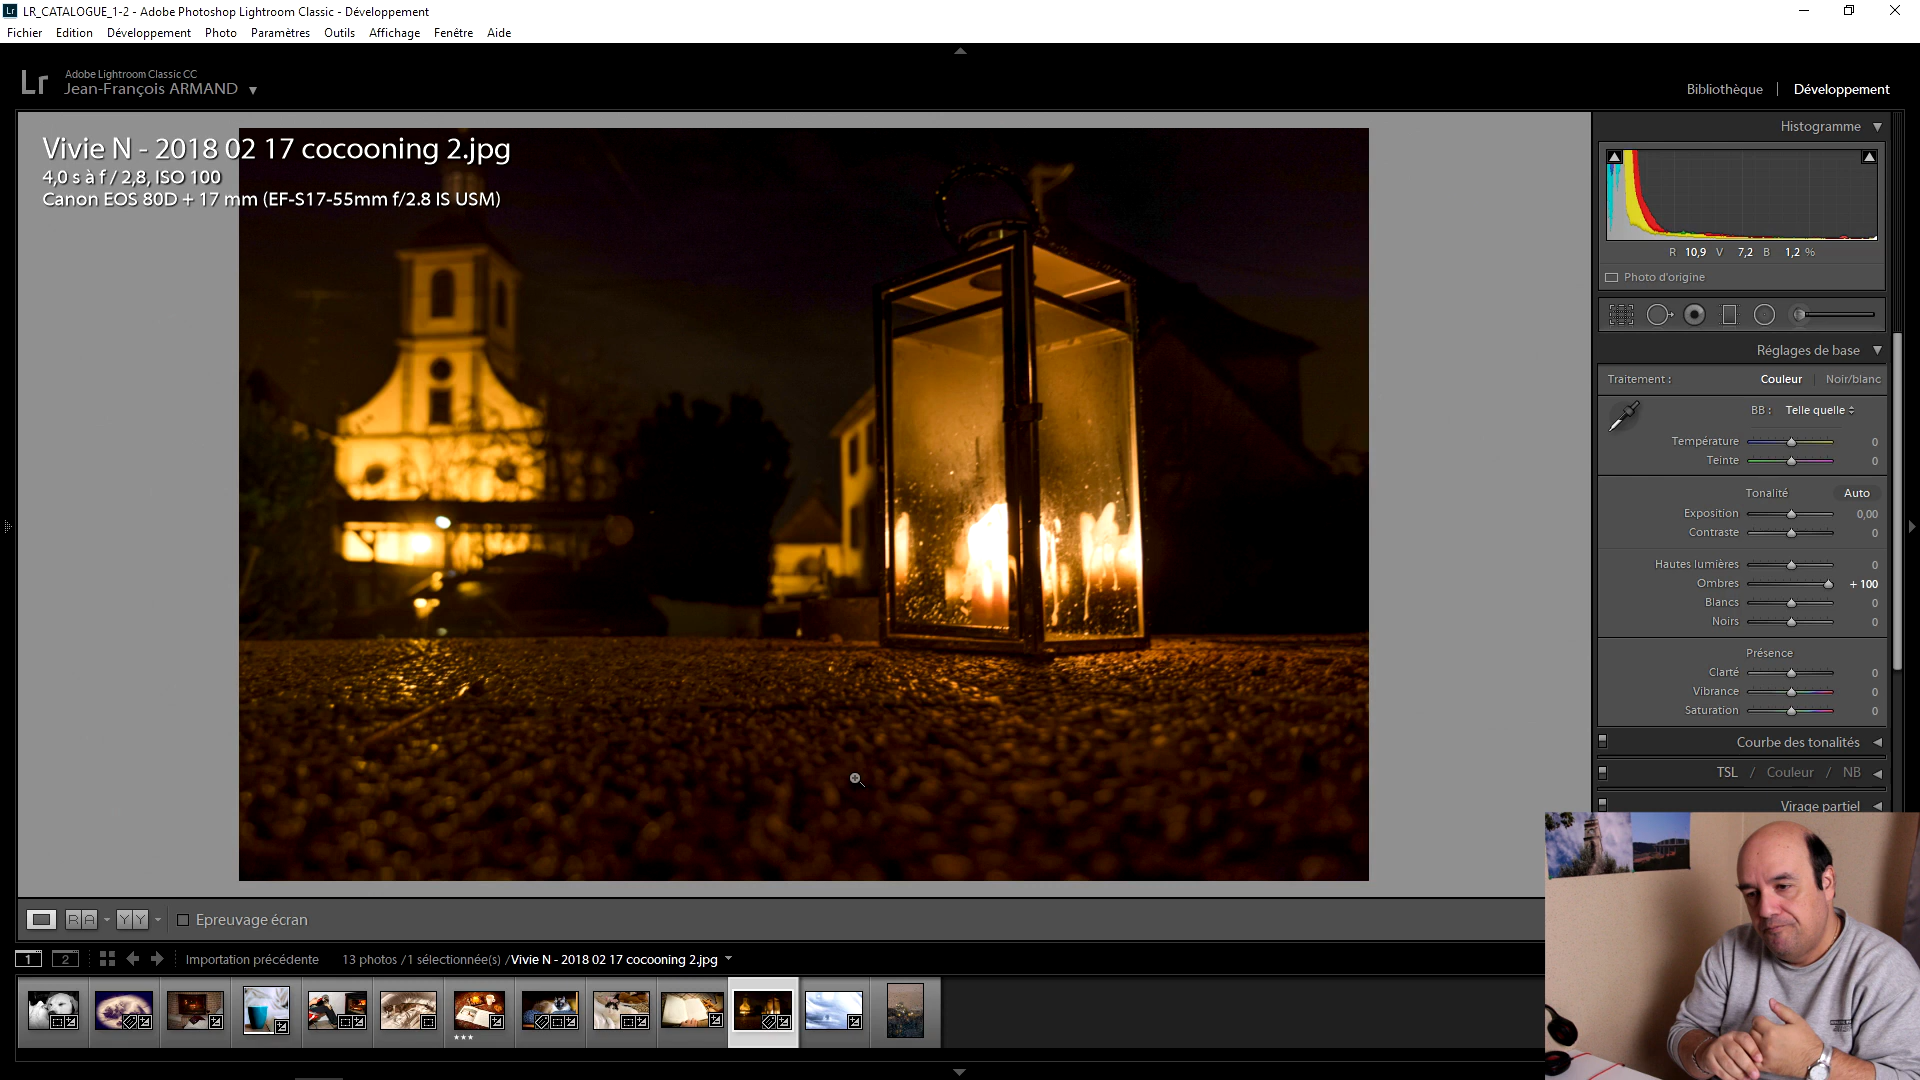 LR_CATALOGUE_1-2 - Adobe Photoshop Lightroom Classic - Développement
Fichier Edition Développement Photo Paramètres Outils Affichage Fenêtre Aide
Lr
Adobe Lightroom Classic CC
Jean-François ARMAND
Bibliothèque | Développement
Vivie N - 2018 02 17 cocooning 2.jpg
4,0 s à f / 2,8, ISO 100
Canon EOS 80D + 17 mm (EF-S17-55mm f/2.8 IS USM)
Histogramme
R 10,9 V 7,2 B 1,2 %
Photo d'origine
Réglages de base
Traitement : Couleur | Noir/blanc
BB : Telle quelle
Température 0
Teinte 0
Tonalité Auto
Exposition 0,00
Contraste 0
Hautes lumières 0
Ombres + 100
Blancs 0
Noirs 0
Présence
Clarté 0
Vibrance 0
Saturation 0
Courbe des tonalités
TSL / Couleur / NB
Virage partiel
R A Y Y Epreuvage écran
1 2 Importation précédente 13 photos /1 sélectionnée(s) /Vivie N - 2018 02 17 cocooning 2.jpg